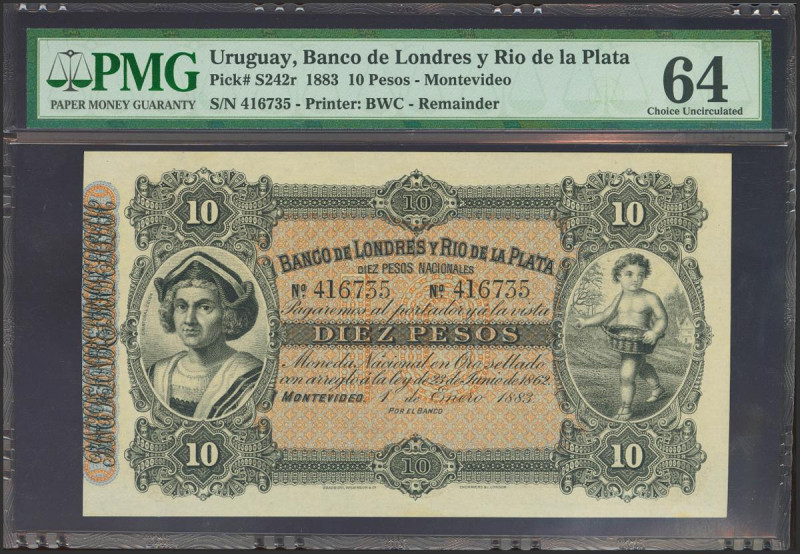 PMG
PAPER MONEY GUARANTY
Uruguay, Banco de Londres y Rio de la Plata
Pick# S242r 1883 10 Pesos - Montevideo
S/N 416735 - Printer: BWC - Remainder
64
Choice Uncirculated
10 10 10
BANCO DE LONDRES Y RIO DE LA PLATA
DIEZ PESOS NACIONALES
Nº 416735 Nº 416735
Pagaremos al portador y a la vista
DIEZ PESOS
Moneda Nacional en Oro sellado
con arreglo a la ley de 23 de Junio de 1862.
MONTEVIDEO, 1º de Enero 1883.
POR EL BANCO
10 10 10